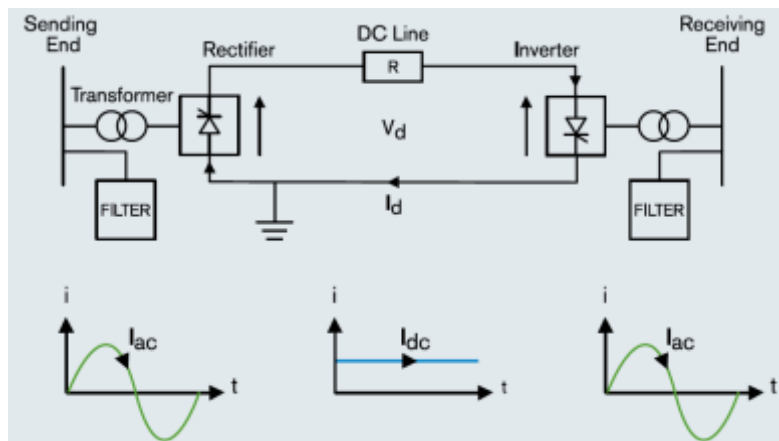 Sending
End
DC Line
Receiving
End
Rectifier
R
Inverter
Transformer
Vd
FILTER
Id
FILTER
i
Iac
t
i
Idc
t
i
Iac
t